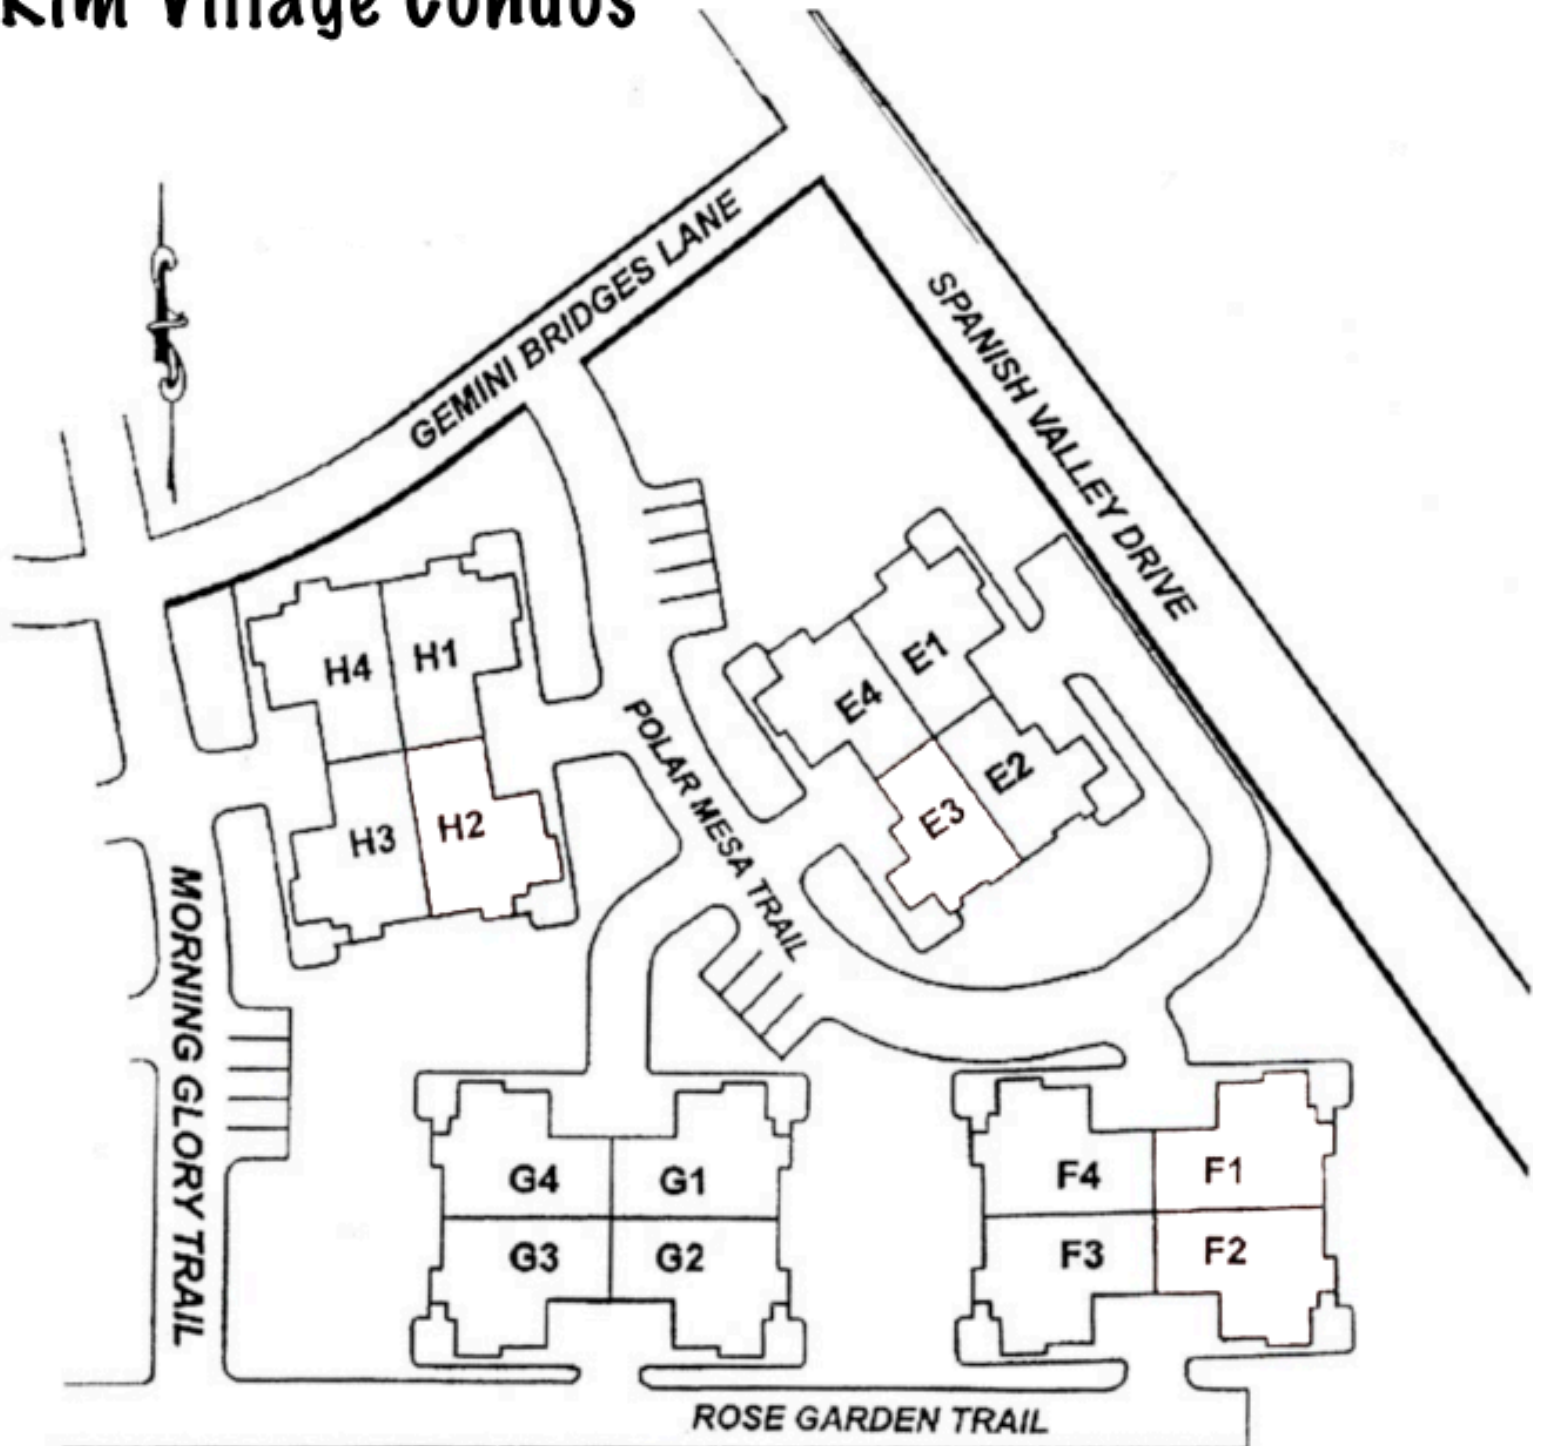 Rim Village Condos
GEMINI BRIDGES LANE
SPANISH VALLEY DRIVE
H4
H1
H3
H2
E1
E4
E2
E3
POLAR MESA TRAIL
MORNING GLORY TRAIL
G4
G1
G3
G2
F4
F1
F3
F2
ROSE GARDEN TRAIL